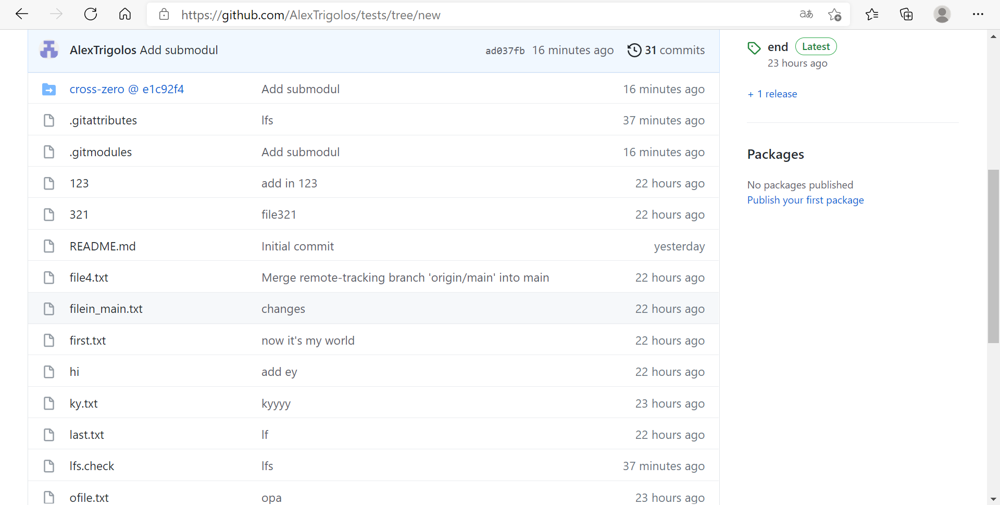 https://github.com/AlexTrigolos/tests/tree/new
AlexTrigolos Add submodul ad037fb 16 minutes ago 31 commits
cross-zero @ e1c92f4 Add submodul 16 minutes ago
.gitattributes lfs 37 minutes ago
.gitmodules Add submodul 16 minutes ago
123 add in 123 22 hours ago
321 file321 22 hours ago
README.md Initial commit yesterday
file4.txt Merge remote-tracking branch 'origin/main' into main 22 hours ago
filein_main.txt changes 22 hours ago
first.txt now it's my world 22 hours ago
hi add ey 22 hours ago
ky.txt kyyyy 23 hours ago
last.txt lf 22 hours ago
lfs.check lfs 37 minutes ago
ofile.txt opa 23 hours ago
end Latest
23 hours ago
+ 1 release
Packages
No packages published
Publish your first package